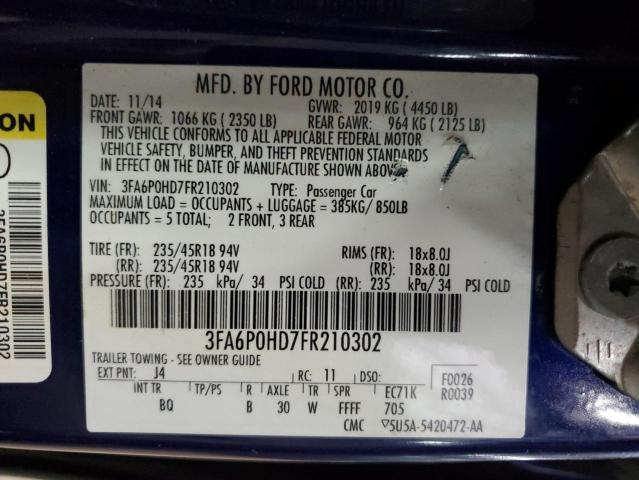 MFD. BY FORD MOTOR CO.
DATE: 11/14 GVWR: 2019 KG ( 4450 LB)
FRONT GAWR: 1066 KG ( 2350 LB) REAR GAWR: 964 KG ( 2125 LB)
THIS VEHICLE CONFORMS TO ALL APPLICABLE FEDERAL MOTOR
VEHICLE SAFETY, BUMPER, AND THEFT PREVENTION STANDARDS
IN EFFECT ON THE DATE OF MANUFACTURE SHOWN ABOVE
VIN: 3FA6P0HD7FR210302 TYPE: Passenger Car
MAXIMUM LOAD = OCCUPANTS + LUGGAGE = 385KG/ 850LB
OCCUPANTS = 5 TOTAL; 2 FRONT, 3 REAR
TIRE (FR): 235/45R18 94V RIMS (FR): 18x8.0J
(RR): 235/45R18 94V (RR): 18x8.0J
PRESSURE (FR): 235 kPa/ 34 PSI COLD (RR): 235 kPa/ 34 PSI COLD
3FA6P0HD7FR210302
TRAILER TOWING - SEE OWNER GUIDE
EXT PNT: J4 RC: 11 DSO: F0026
R0039
INT TR TP/PS R AXLE TR SPR EC71K
BQ B 30 W FFFF 705
CMC ▽5U5A-5420472-AA
ION
3FA6P0HD7FR210302